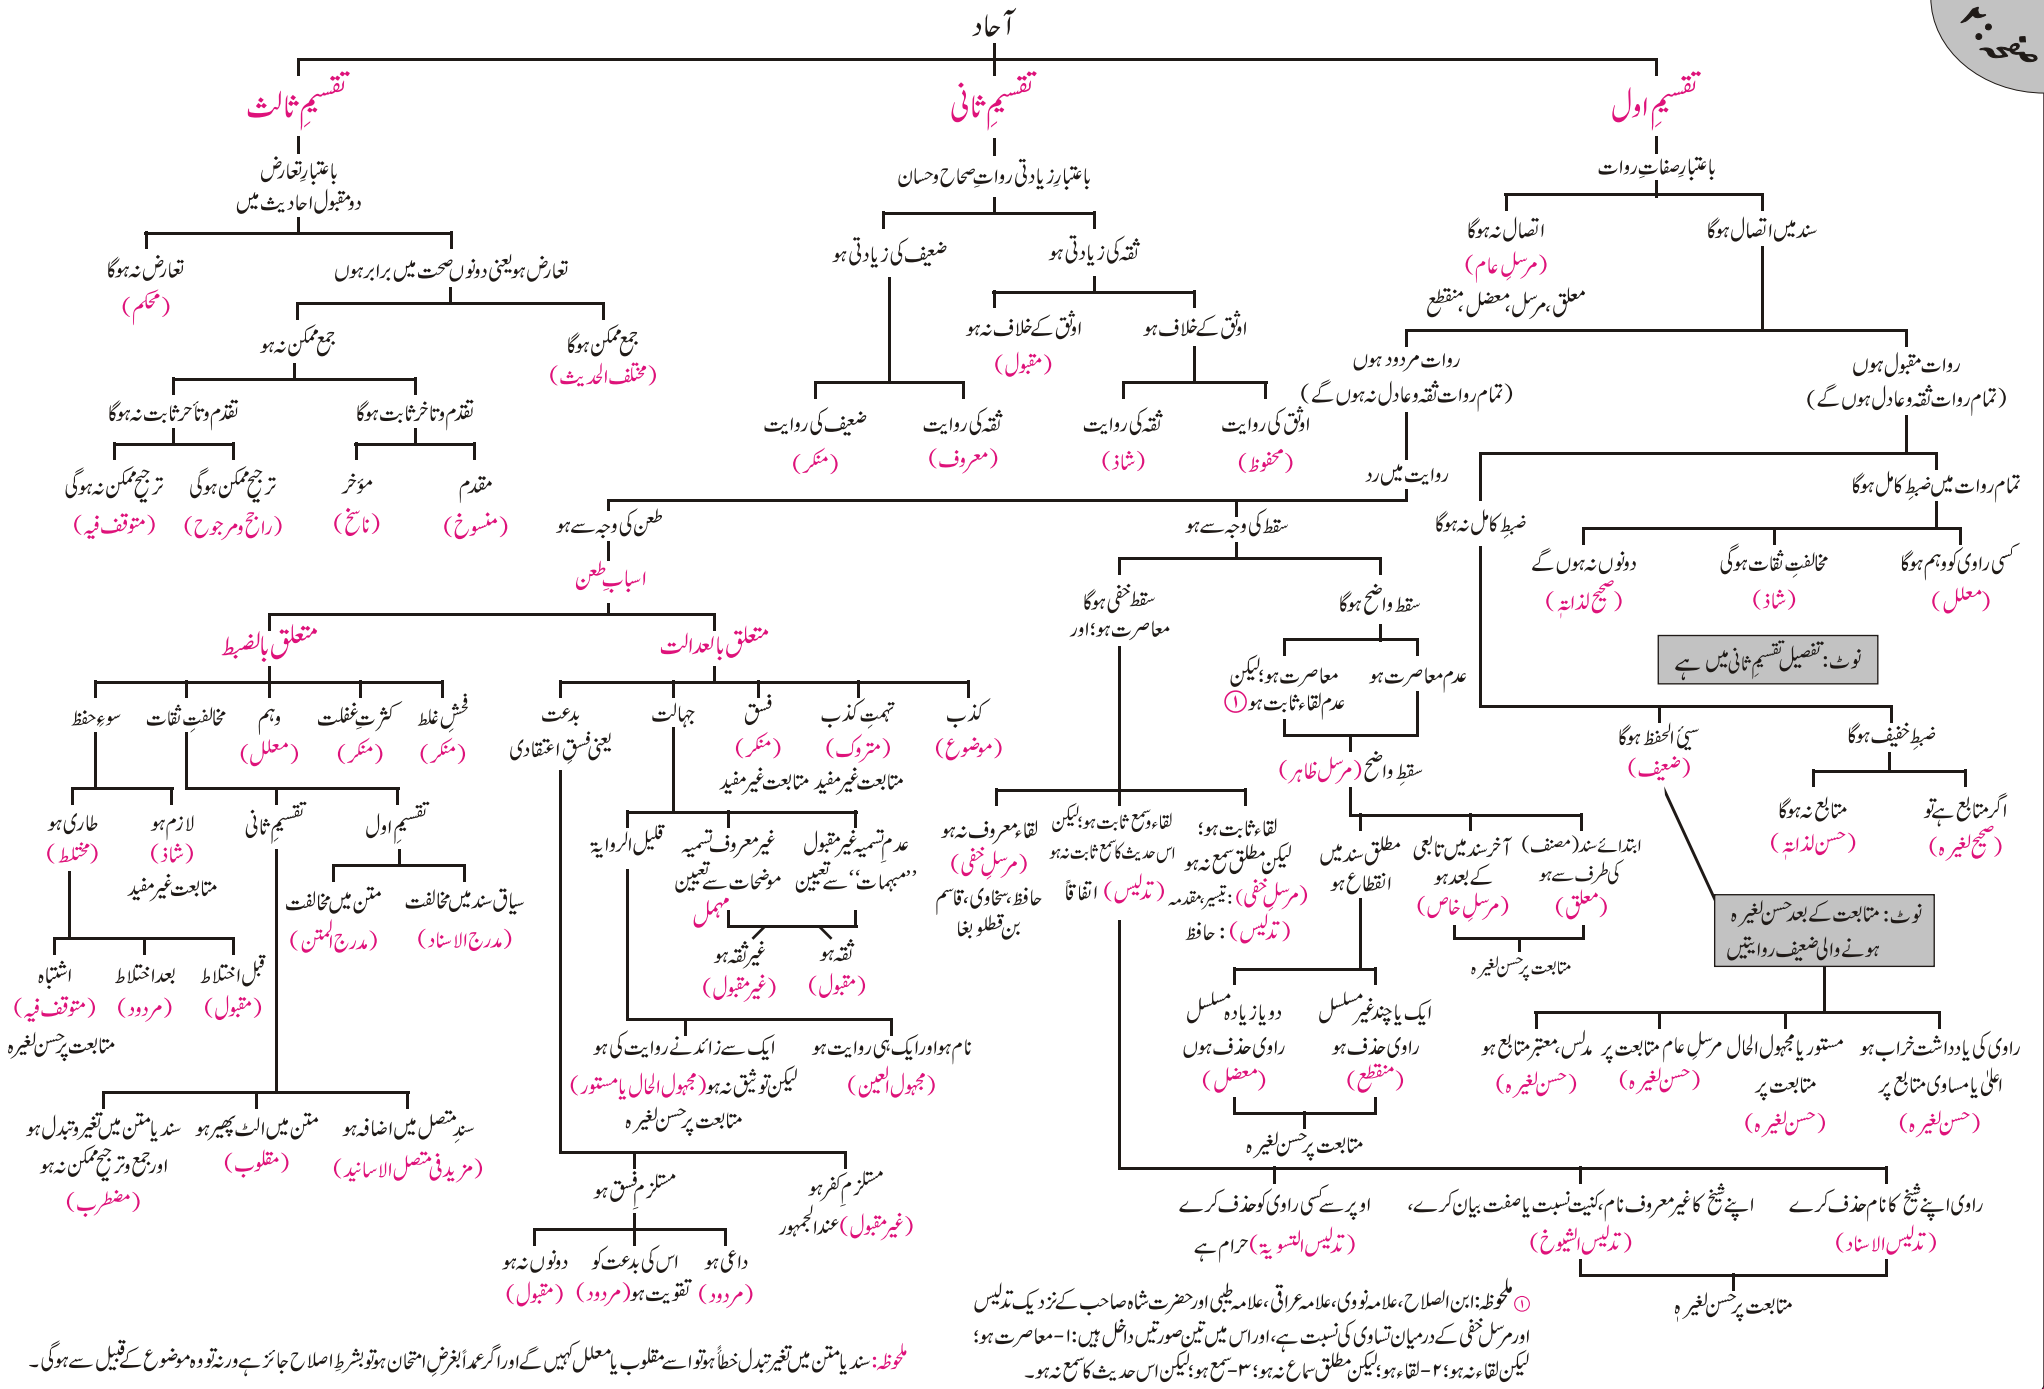 صفحہ: ۲
آحاد
تقسیمِ اول
تقسیمِ ثانی
تقسیمِ ثالث
باعتبارِ صفاتِ روات
سند میں اتصال ہوگا
اتصال نہ ہوگا
(مرسلِ عام)
معلق، مرسل، معضل، منقطع
روات مقبول ہوں
(تمام روات ثقہ وعادل ہوں گے)
روات مردود ہوں
(تمام روات ثقہ وعادل نہ ہوں گے)
تمام روات میں ضبطِ کامل ہوگا
ضبطِ کامل نہ ہوگا
کسی راوی کو وہم ہوگا
(معلل)
مخالفتِ ثقات ہوگی
(شاذ)
دونوں نہ ہوں گے
(صحیح لذاتہٖ)
نوٹ: تفصیل تقسیمِ ثانی میں ہے
ضبطِ خفیف ہوگا
سیئ الحفظ ہوگا
(ضعیف)
اگر متابع ہے تو
(صحیح لغیرہ)
متابع نہ ہوگا
(حسن لذاتہٖ)
نوٹ: متابعت کے بعد حسن لغیرہ
ہونے والی ضعیف روایتیں
راوی کی یادداشت خراب ہو
اعلیٰ یا مساوی متابع پر
(حسن لغیرہ)
مستور یا مجہول الحال
متابعت پر
(حسن لغیرہ)
مرسلِ عام متابعت پر
(حسن لغیرہ)
مدلس، معتبر متابع ہو
(حسن لغیرہ)
روایت میں رد
سقط کی وجہ سے ہو
طعن کی وجہ سے ہو
سقط واضح ہوگا
سقط خفی ہوگا
معاصرت ہو؛ اور
عدم معاصرت ہو
معاصرت ہو؛ لیکن
عدم لقاء ثابت ہو ①
سقط واضح (مرسل ظاہر)
ابتدائے سند (مصنف)
کی طرف سے ہو
(معلق)
آخر سند میں تابعی
کے بعد ہو
(مرسلِ خاص)
متابعت پر حسن لغیرہ
مطلق سند میں
انقطاع ہو
ایک یا چند غیر مسلسل
راوی حذف ہو
(منقطع)
دو یا زیادہ مسلسل
راوی حذف ہوں
(معضل)
متابعت پر حسن لغیرہ
لقاء ثابت ہو؛
لیکن مطلق سمع نہ ہو
(مرسلِ خفی): تیسیر، مقدمہ
(تدلیس): حافظ
لقاء وسمع ثابت ہو؛ لیکن
اس حدیث کا سمع ثابت نہ ہو
(تدلیس) اتفاقاً
لقاء معروف نہ ہو
(مرسلِ خفی)
حافظ، سخاوی، قاسم
بن قطلوبغا
راوی اپنے شیخ کا نام حذف کرے
(تدلیس الاسناد)
اپنے شیخ کا غیر معروف نام، کنیت نسبت یا صفت بیان کرے،
(تدلیس الشیوخ)
اوپر سے کسی راوی کو حذف کرے
(تدلیس التسویۃ) حرام ہے
متابعت پر حسن لغیرہٖ
باعتبارِ زیادتی رواتِ صحاح وحسان
ثقہ کی زیادتی ہو
ضعیف کی زیادتی ہو
اوثق کے خلاف ہو
اوثق کے خلاف نہ ہو
(مقبول)
اوثق کی روایت
(محفوظ)
ثقہ کی روایت
(شاذ)
ثقہ کی روایت
(معروف)
ضعیف کی روایت
(منکر)
باعتبارِ تعارض
دو مقبول احادیث میں
تعارض ہو یعنی دونوں صحت میں برابر ہوں
تعارض نہ ہوگا
(محکم)
جمع ممکن ہوگا
(مختلف الحدیث)
جمع ممکن نہ ہو
تقدّم وتاخر ثابت ہوگا
تقدّم وتأخر ثابت نہ ہوگا
مقدم
(منسوخ)
مؤخر
(ناسخ)
ترجیح ممکن ہوگی
(راجح ومرجوح)
ترجیح ممکن نہ ہوگی
(متوقف فیہ)
اسبابِ طعن
متعلق بالعدالت
متعلق بالضبط
کذب
(موضوع)
تہمتِ کذب
(متروک)
متابعت غیر مفید
فسق
(منکر)
متابعت غیر مفید
جہالت
بدعت
یعنی فسقِ اعتقادی
عدمِ تسمیہ غیر مقبول
”مبہمات“ سے تعیین
غیر معروف تسمیہ
موضحات سے تعیین
مہمل
قلیل الروایۃ
ثقہ ہو
(مقبول)
غیر ثقہ ہو
(غیر مقبول)
نام ہو اور ایک ہی روایت ہو
(مجہول العین)
ایک سے زائد نے روایت کی ہو
لیکن توثیق نہ ہو (مجہول الحال یا مستور)
متابعت پر حسن لغیرہ
مستلزمِ کفر ہو
(غیر مقبول) عند الجمہور
مستلزمِ فسق ہو
داعی ہو
(مردود)
اس کی بدعت کو
تقویت ہو (مردود)
دونوں نہ ہو
(مقبول)
فحشِ غلط
(منکر)
کثرتِ غفلت
(منکر)
وہم
(معلل)
مخالفتِ ثقات
سوءِ حفظ
تقسیمِ اول
تقسیمِ ثانی
سیاق سند میں مخالفت
(مدرج الاسناد)
متن میں مخالفت
(مدرج المتن)
لازم ہو
(شاذ)
متابعت غیر مفید
طاری ہو
(مختلط)
قبل اختلاط
(مقبول)
بعد اختلاط
(مردود)
اشتباہ
(متوقف فیہ)
متابعت پر حسن لغیرہ
سندِ متصل میں اضافہ ہو
(مزید فی متصل الاسانید)
متن میں الٹ پھیر ہو
(مقلوب)
سند یا متن میں تغیر وتبدل ہو
اور جمع وترجیح ممکن نہ ہو
(مضطرب)
① ملحوظہ: ابن الصلاح، علامہ نووی، علامہ عراقی، علامہ طیبی اور حضرت شاہ صاحب کے نزدیک تدلیس
اور مرسل خفی کے درمیان تساوی کی نسبت ہے، اور اس میں تین صورتیں داخل ہیں: ۱- معاصرت ہو؛
لیکن لقاء نہ ہو؛ ۲- لقاء ہو؛ لیکن مطلق سماع نہ ہو؛ ۳- سمع ہو؛ لیکن اس حدیث کا سمع نہ ہو۔
ملحوظہ: سند یا متن میں تغیر تبدل خطأً ہو تو اسے مقلوب یا معلل کہیں گے اور اگر عمداً بغرضِ امتحان ہو تو بشرطِ اصلاح جائز ہے ورنہ تو وہ موضوع کے قبیل سے ہوگی۔